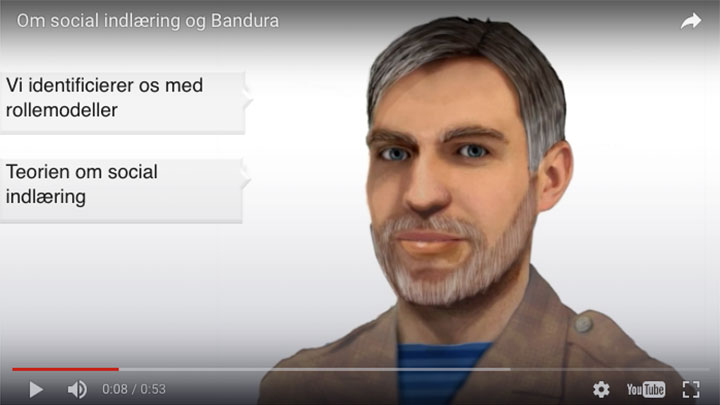 Om social indlæring og Bandura
Vi identificierer os med
rollemodeller
Teorien om social
indlæring
0:08 / 0:53
YouTube